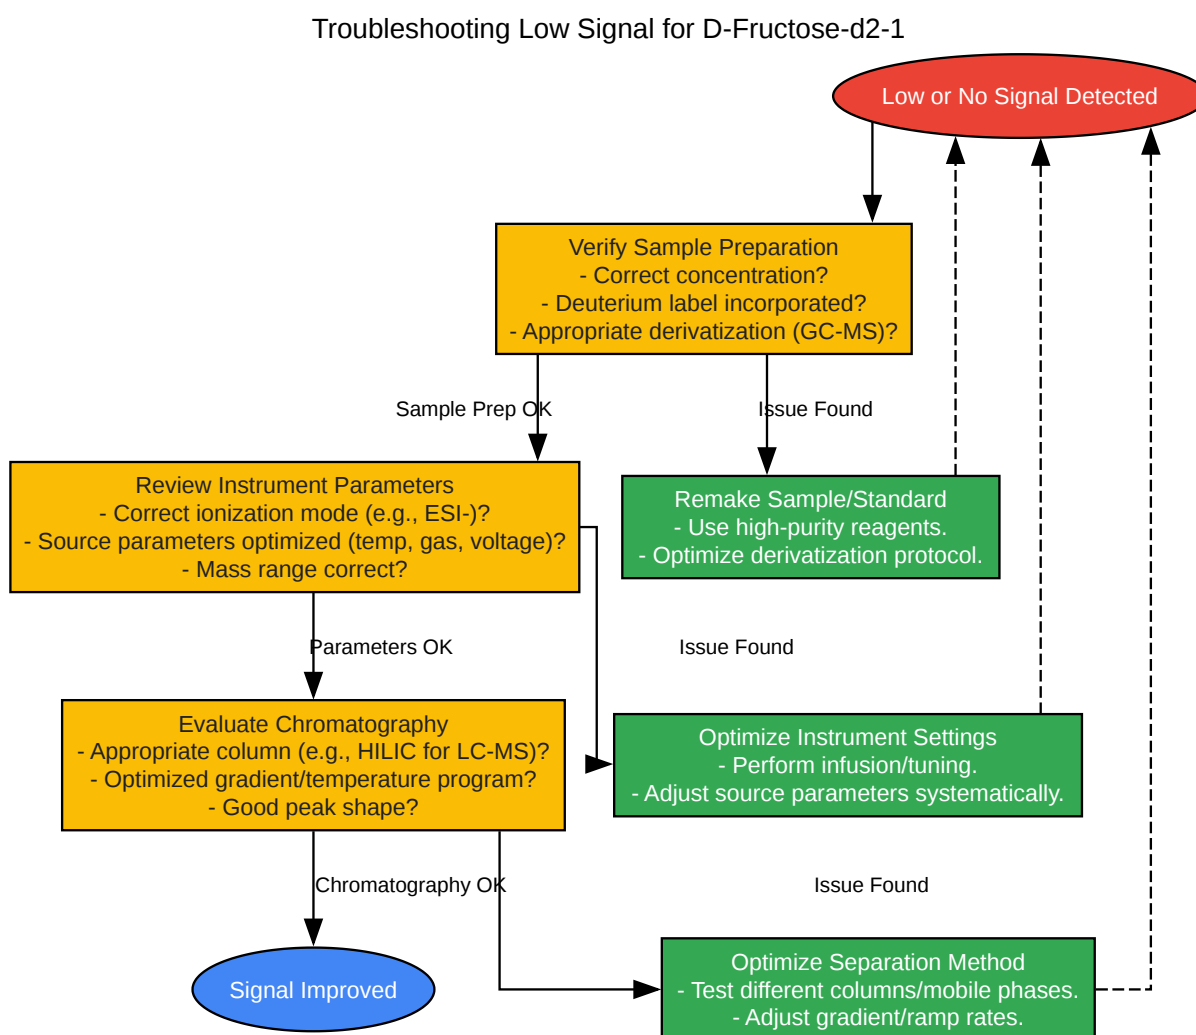 Troubleshooting Low Signal for D-Fructose-d2-1
Low or No Signal Detected
Verify Sample Preparation
- Correct concentration?
- Deuterium label incorporated?
- Appropriate derivatization (GC-MS)?
Sample Prep OK
Issue Found
Review Instrument Parameters
- Correct ionization mode (e.g., ESI-)?
- Source parameters optimized (temp, gas, voltage)?
- Mass range correct?
Remake Sample/Standard
- Use high-purity reagents.
- Optimize derivatization protocol.
Parameters OK
Issue Found
Evaluate Chromatography
- Appropriate column (e.g., HILIC for LC-MS)?
- Optimized gradient/temperature program?
- Good peak shape?
Optimize Instrument Settings
- Perform infusion/tuning.
- Adjust source parameters systematically.
Chromatography OK
Issue Found
Signal Improved
Optimize Separation Method
- Test different columns/mobile phases.
- Adjust gradient/ramp rates.